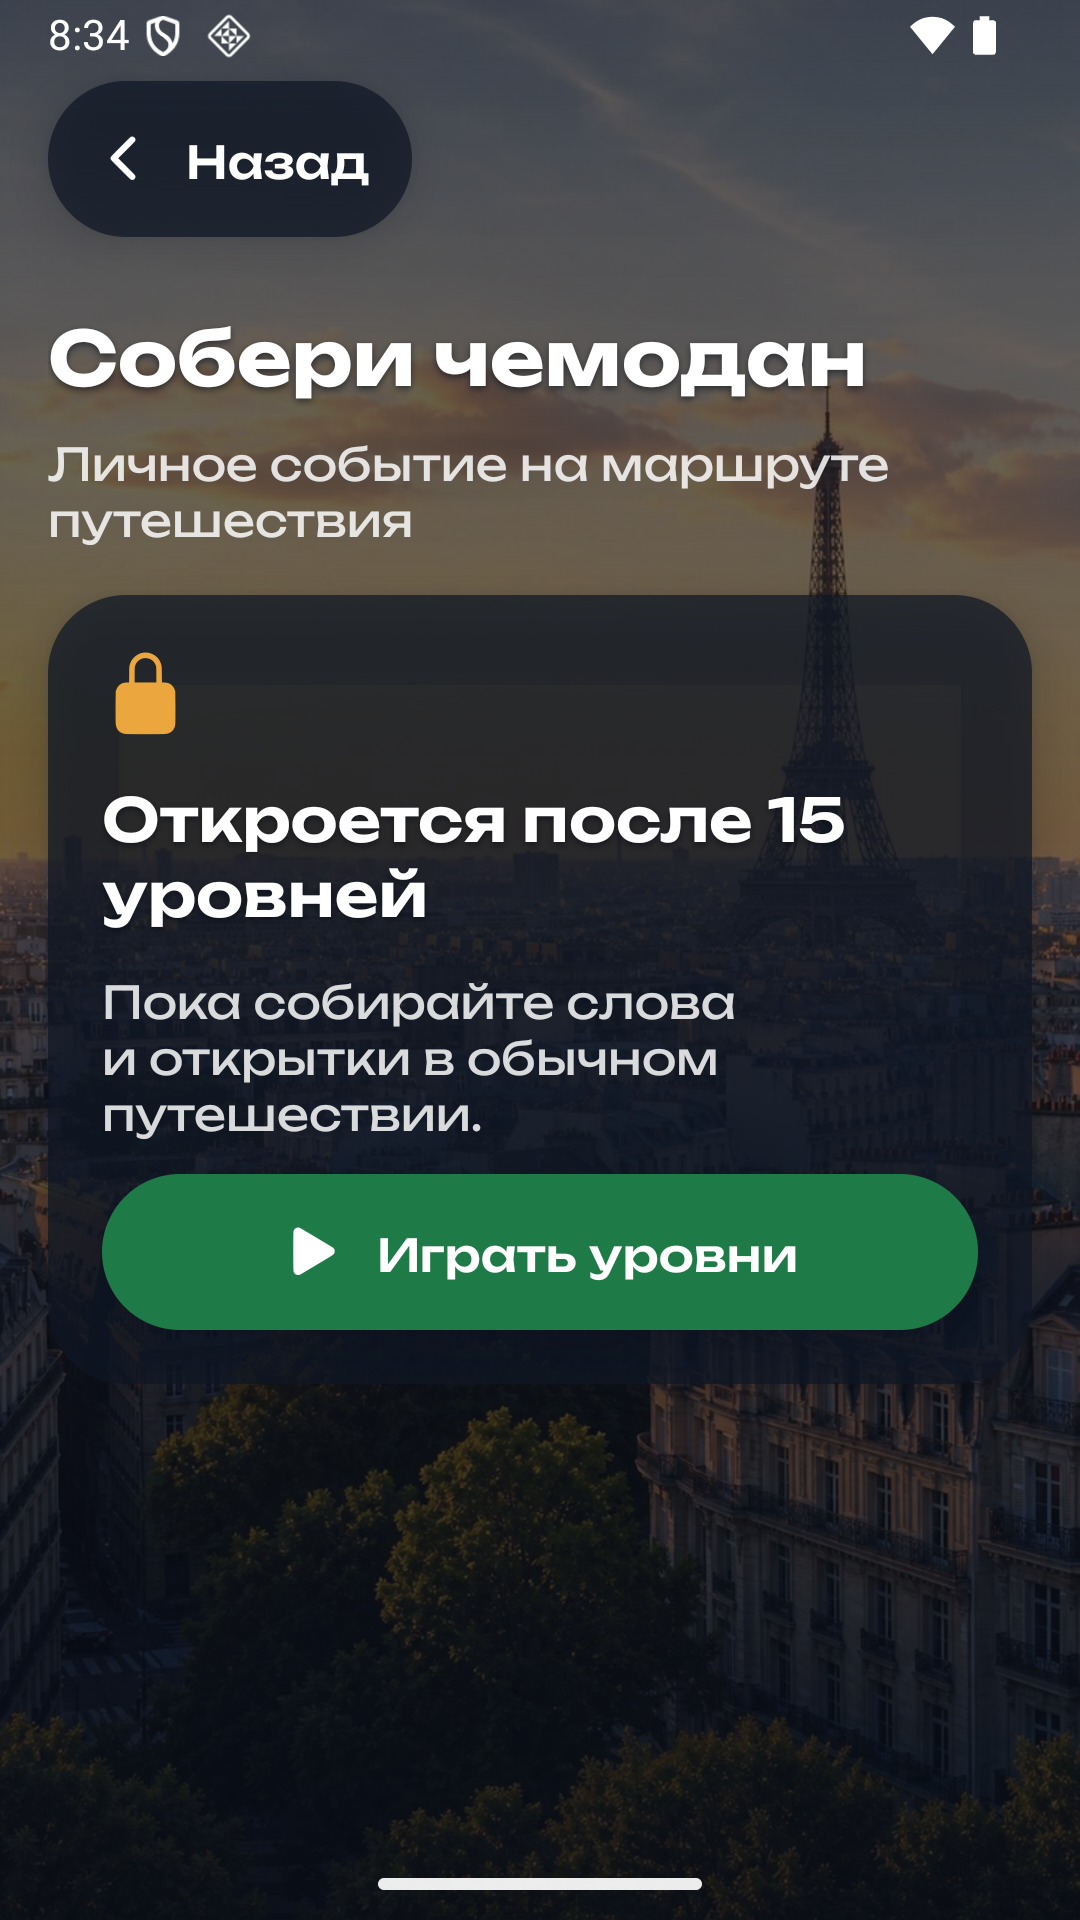 8:34
Назад
Собери чемодан
Личное событие на маршруте
путешествия
Откроется после 15
уровней
Пока собирайте слова
и открытки в обычном
путешествии.
Играть уровни